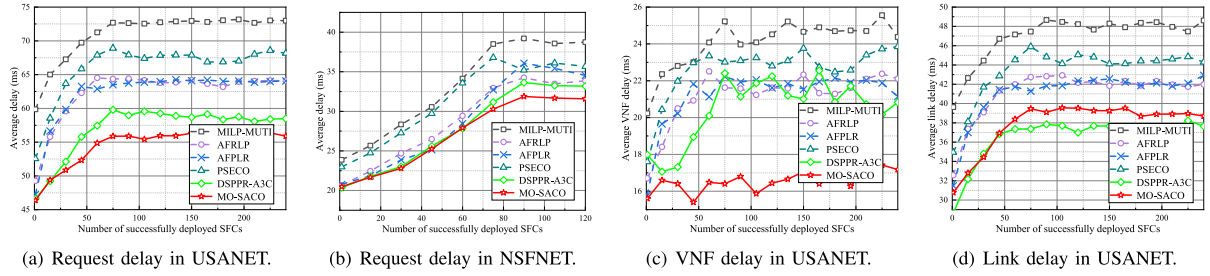 (a)
Average delay (ms)
75
70
65
60
55
50
45
0
50
100
150
200
MILP-MUTI
AFRLP
AFPLR
PSECO
DSPPR-A3C
MO-SACO
Number of successfully deployed SFCs
(a) Request delay in USANET.
(b)
Average delay (ms)
40
35
30
25
20
0
20
40
60
80
100
120
MILP-MUTI
AFRLP
AFPLR
PSECO
DSPPR-A3C
MO-SACO
Number of successfully deployed SFCs
(b) Request delay in NSFNET.
(c)
Average VNF delay (ms)
26
24
22
20
18
16
0
50
100
150
200
MILP-MUTI
AFRLP
AFPLR
PSECO
DSPPR-A3C
MO-SACO
Number of successfully deployed SFCs
(c) VNF delay in USANET.
(d)
Average link delay (ms)
50
48
46
44
42
40
38
36
34
32
30
0
50
100
150
200
MILP-MUTI
AFRLP
AFPLR
PSECO
DSPPR-A3C
MO-SACO
Number of successfully deployed SFCs
(d) Link delay in USANET.